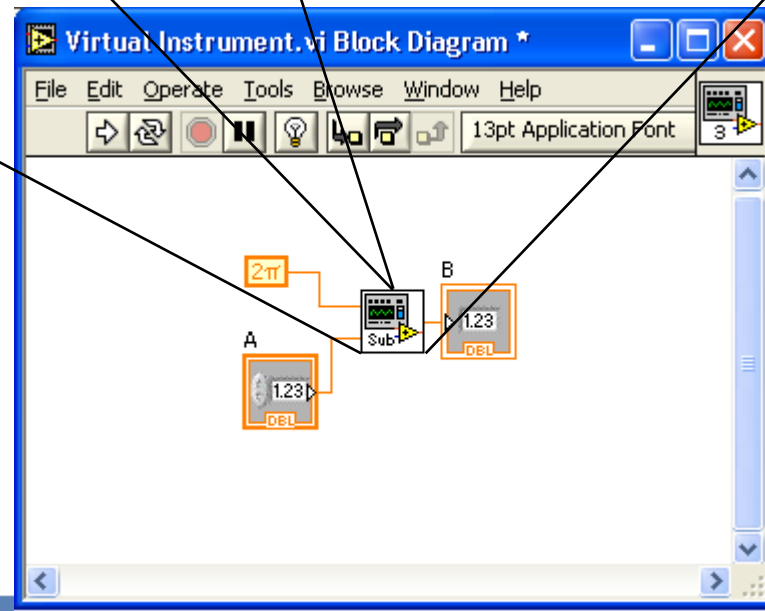 Virtual Instrument.vi Block Diagram *
File Edit Operate Tools Browse Window Help
13pt Application Font
3
2π
B
1.23
DBL
Sub
A
1.23
DBL